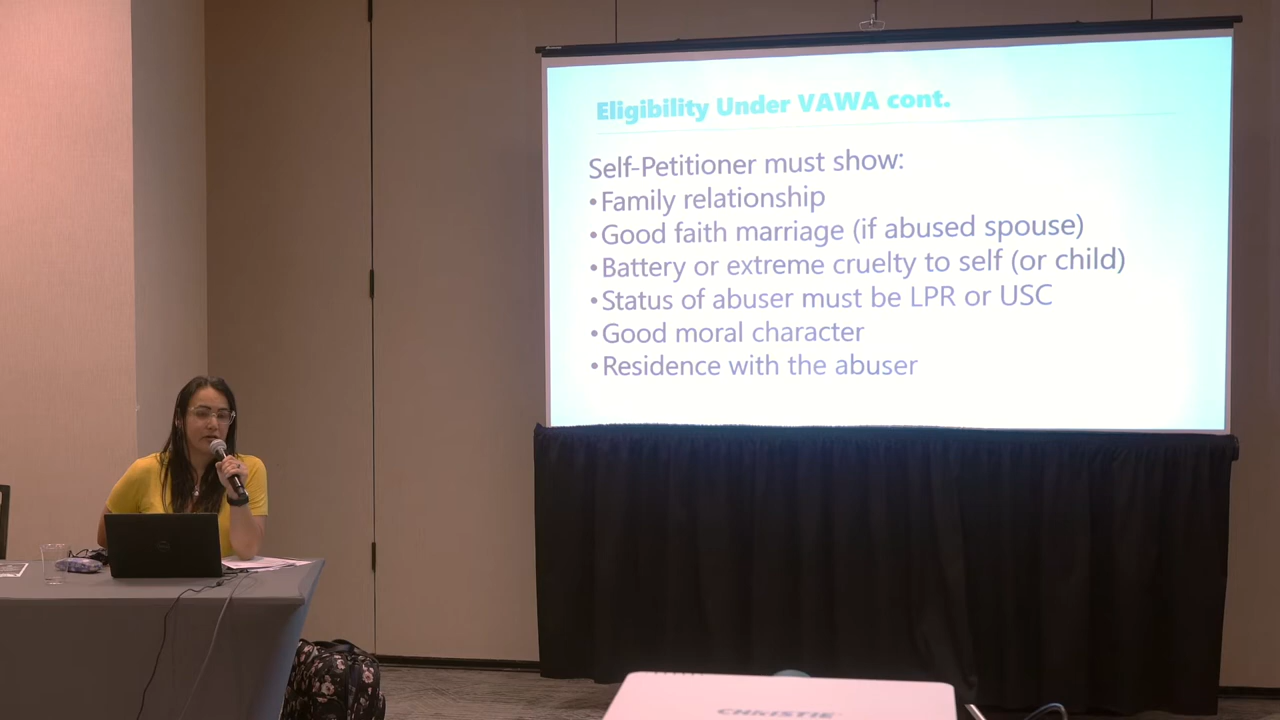 Eligibility Under VAWA cont.
Self-Petitioner must show:
•Family relationship
•Good faith marriage (if abused spouse)
•Battery or extreme cruelty to self (or child)
•Status of abuser must be LPR or USC
•Good moral character
•Residence with the abuser
CHRISTIE